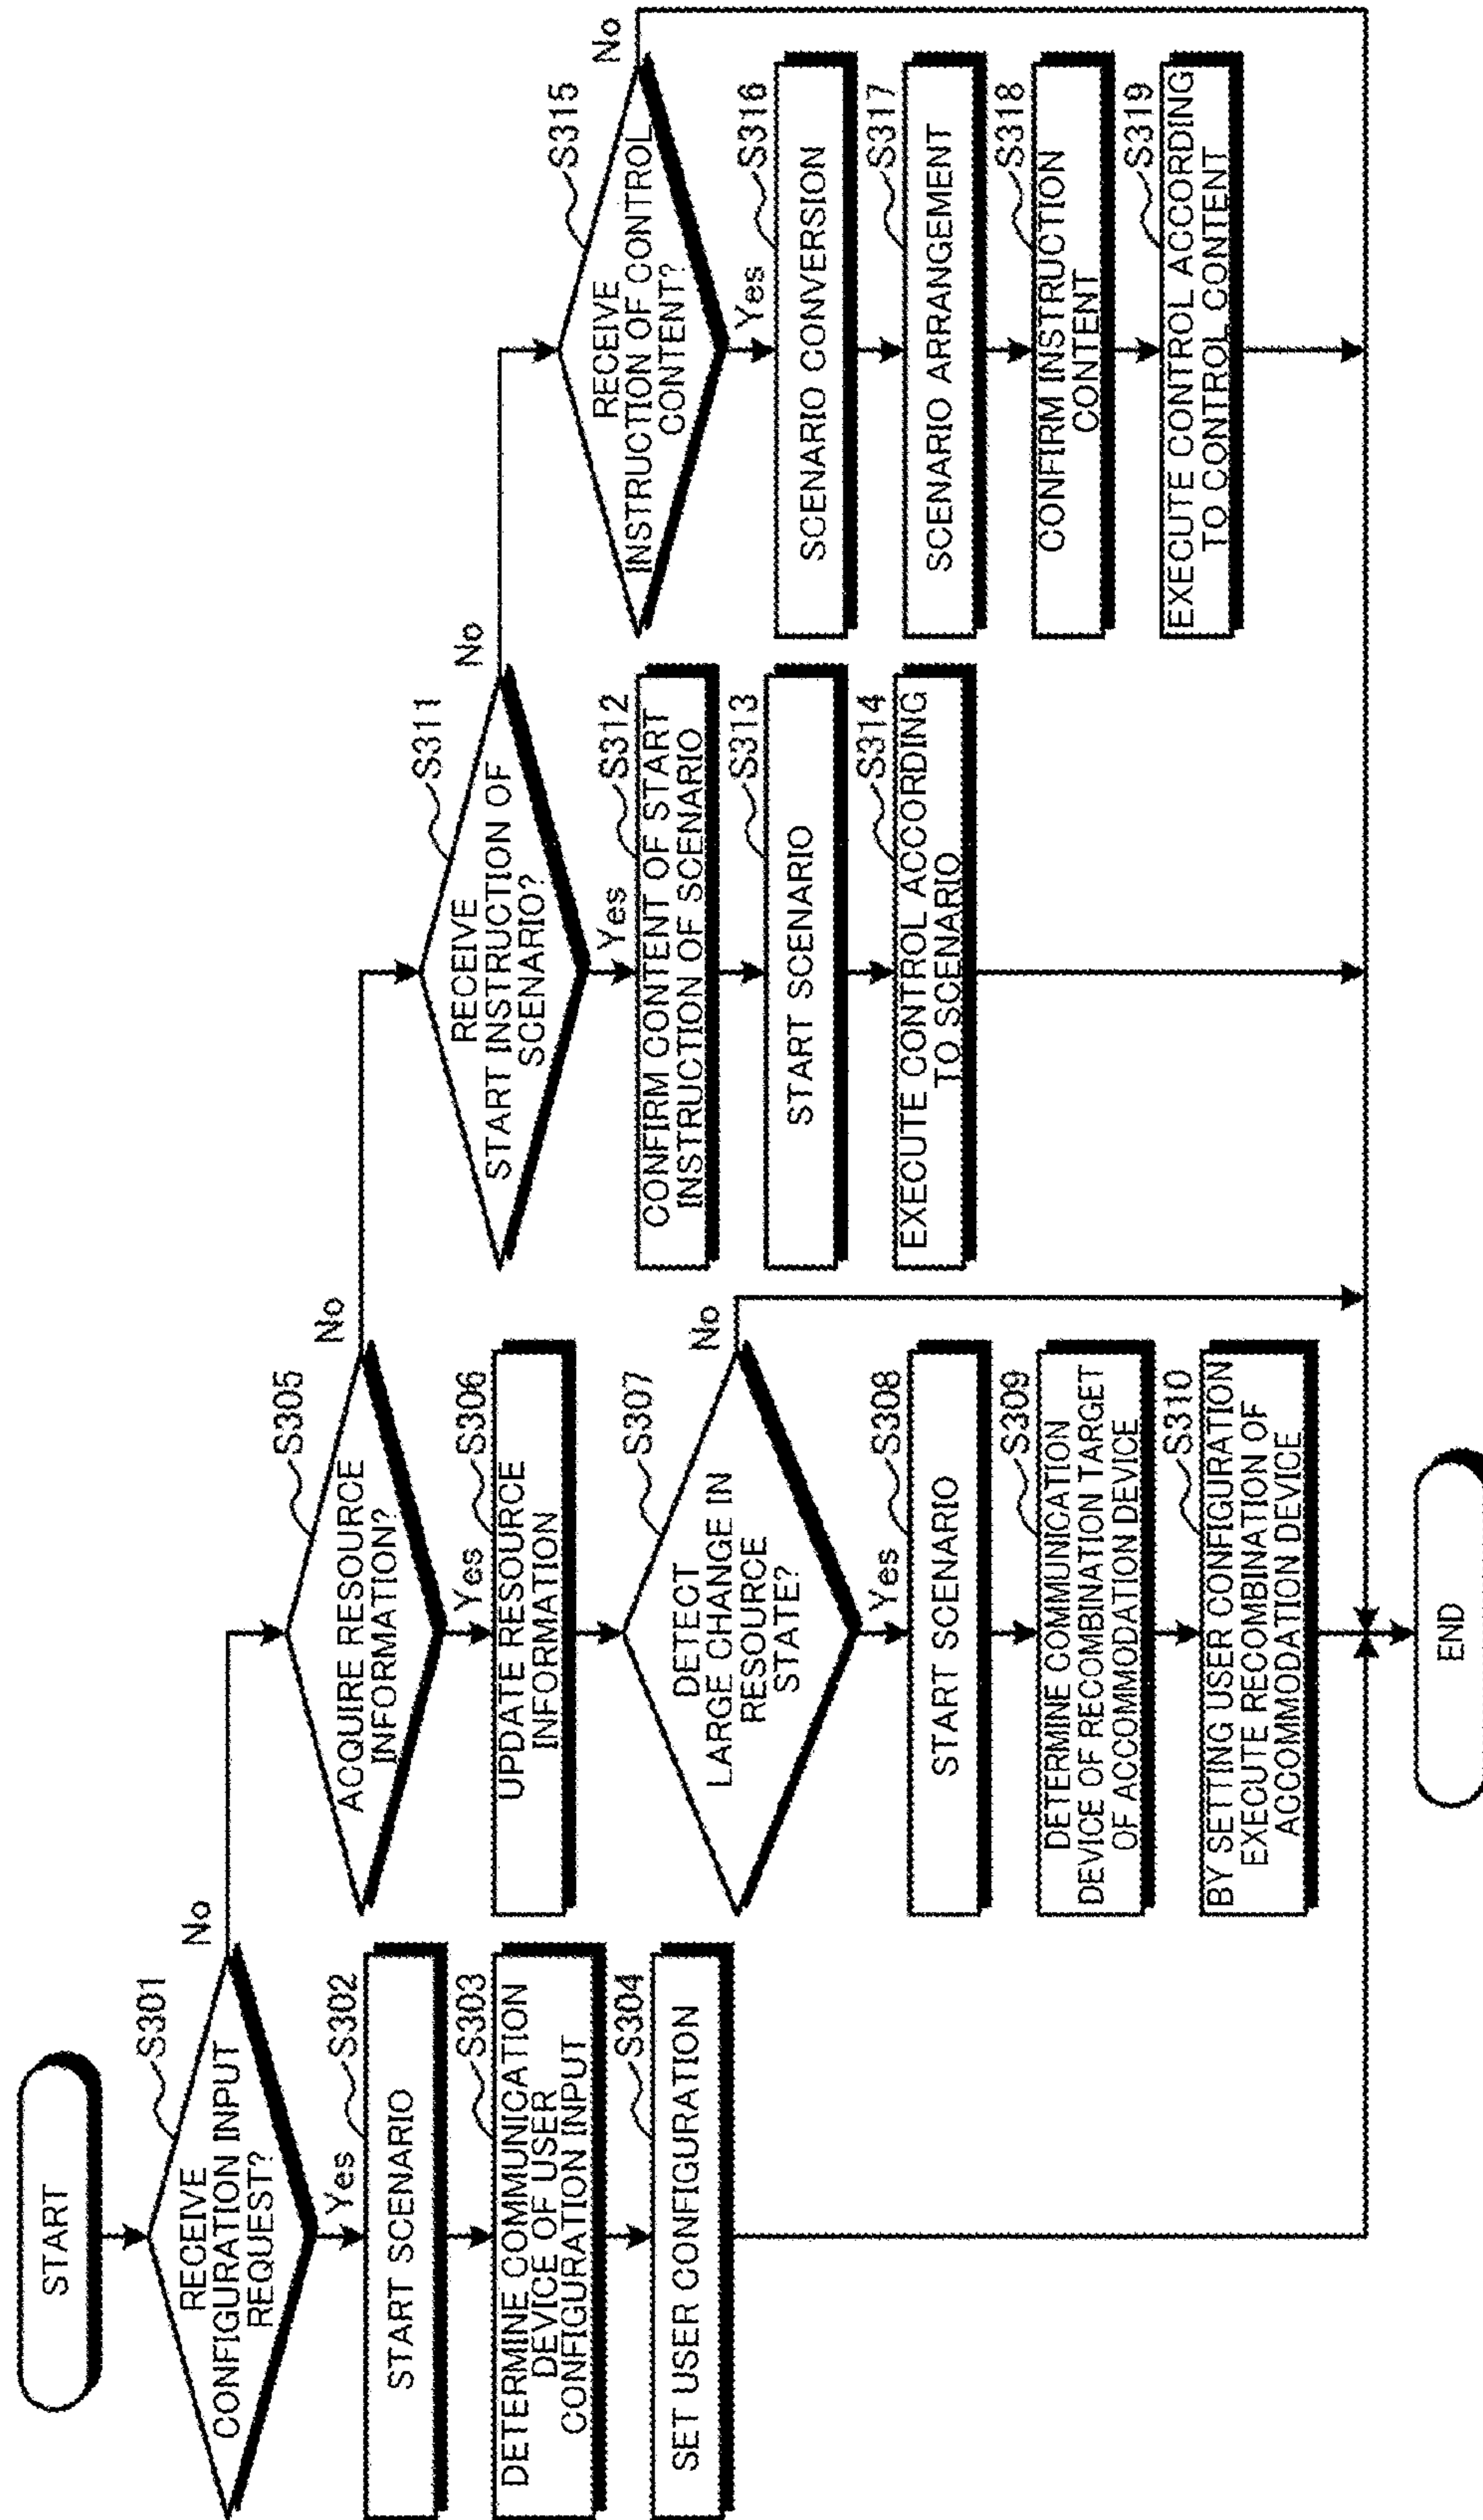 START
S301
RECEIVE
CONFIGURATION INPUT
REQUEST?
No
Yes
S302
START SCENARIO
S303
DETERMINE COMMUNICATION
DEVICE OF USER
CONFIGURATION INPUT
S304
SET USER CONFIGURATION
S305
ACQUIRE RESOURCE
INFORMATION?
No
Yes
S306
UPDATE RESOURCE
INFORMATION
S307
DETECT
LARGE CHANGE IN
RESOURCE
STATE?
No
Yes
S308
START SCENARIO
S309
DETERMINE COMMUNICATION
DEVICE OF RECOMBINATION TARGET
OF ACCOMMODATION DEVICE
S310
BY SETTING USER CONFIGURATION
EXECUTE RECOMBINATION OF
ACCOMMODATION DEVICE
S311
RECEIVE
START INSTRUCTION OF
SCENARIO?
No
Yes
S312
CONFIRM CONTENT OF START
INSTRUCTION OF SCENARIO
S313
START SCENARIO
S314
EXECUTE CONTROL ACCORDING
TO SCENARIO
S315
RECEIVE
INSTRUCTION OF CONTROL
CONTENT?
No
Yes
S316
SCENARIO CONVERSION
S317
SCENARIO ARRANGEMENT
S318
CONFIRM INSTRUCTION
CONTENT
S319
EXECUTE CONTROL ACCORDING
TO CONTROL CONTENT
END